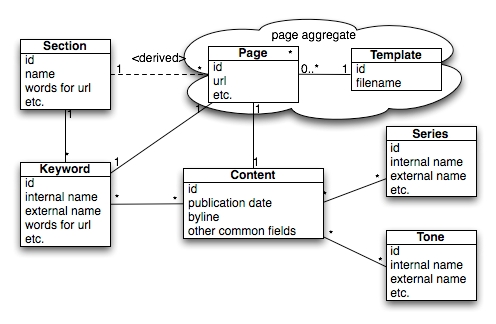 page aggregate
Section
id
name
words for url
etc.
<derived>
1
*
Page
*
id
url
etc.
0..*
1
Template
id
filename
1
1
*
1
1
Keyword
id
internal name
external name
words for url
etc.
*
*
Content
id
publication date
byline
other common fields
*
*
Series
id
internal name
external name
etc.
*
*
Tone
id
internal name
external name
etc.